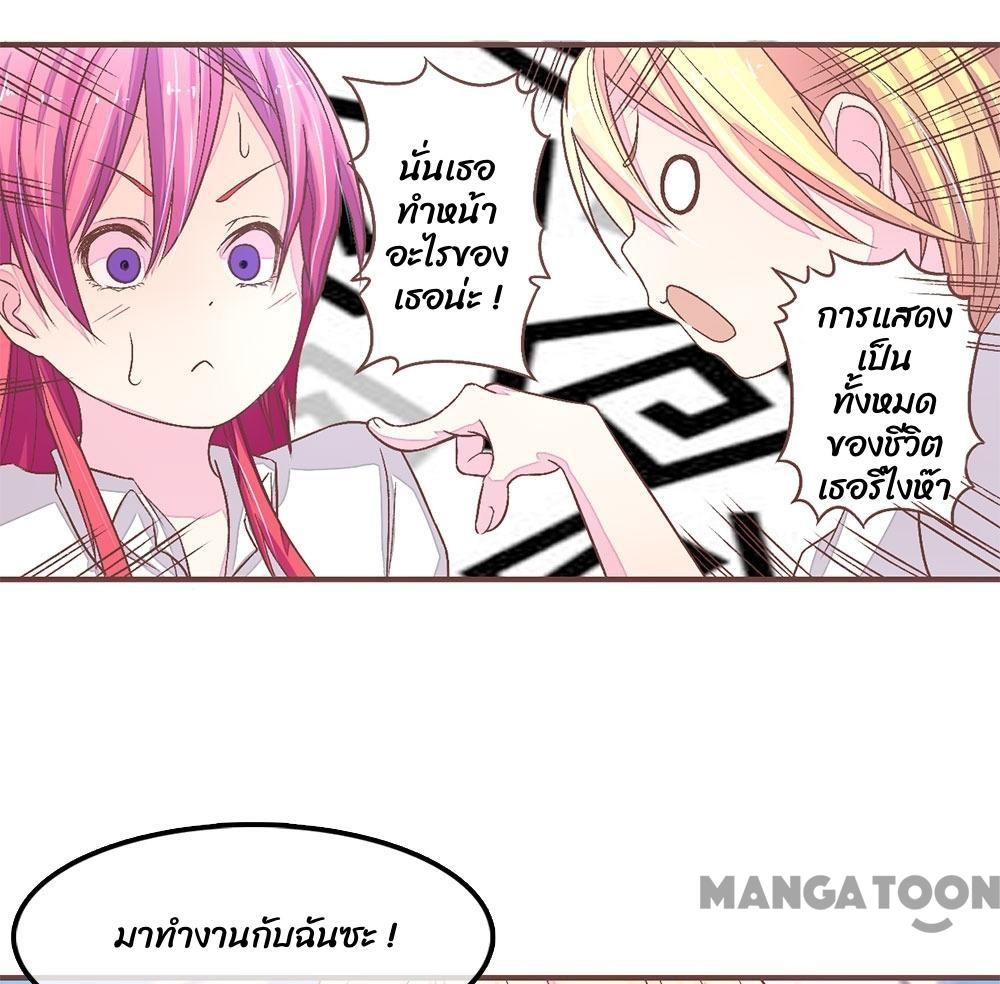 นั่นเธอ
ทำหน้า
อะไรของ
เธอน่ะ !
การแสดง
เป็น
ทั้งหมด
ของชีวิต
เธอรึไงห๊า
MANGATOON
มาทำงานกับฉันซะ !